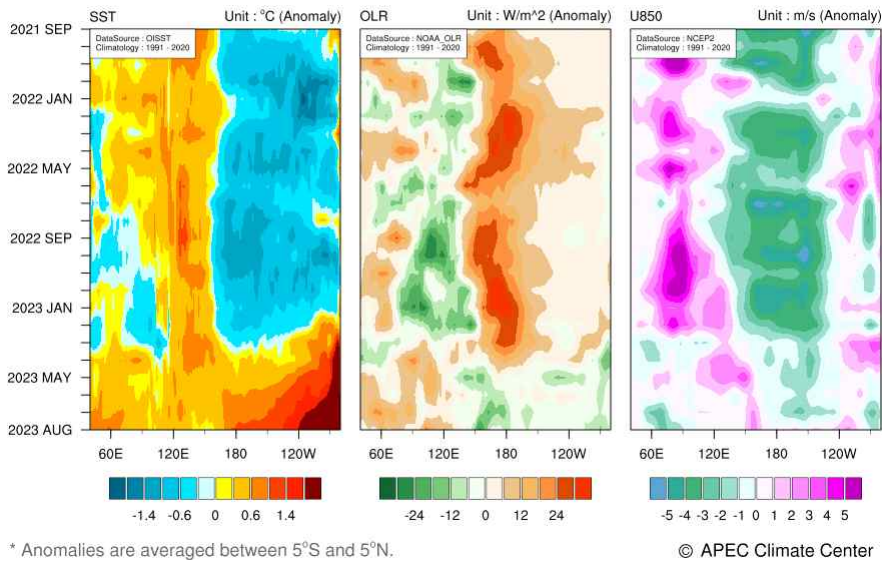 SST
Unit : °C (Anomaly)
DataSource : OISST
Climatology : 1991 - 2020
OLR
Unit : W/m^2 (Anomaly)
DataSource : NOAA_OLR
Climatology : 1991 - 2020
U850
Unit : m/s (Anomaly)
DataSource : NCEP2
Climatology : 1991 - 2020
2021 SEP
2022 JAN
2022 MAY
2022 SEP
2023 JAN
2023 MAY
2023 AUG
60E 120E 180 120W
60E 120E 180 120W
60E 120E 180 120W
-1.4 -0.6 0 0.6 1.4
-24 -12 0 12 24
-5 -4 -3 -2 -1 0 1 2 3 4 5
* Anomalies are averaged between 5°S and 5°N.
© APEC Climate Center